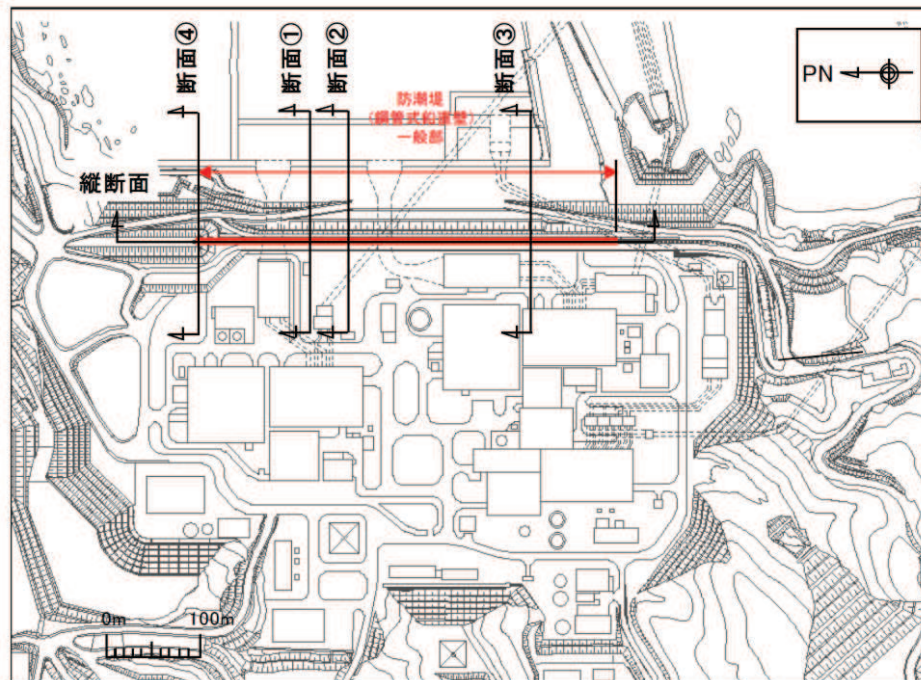 断面④
断面①
断面②
断面③
防潮堤
(鋼管式鉛直壁)
一般部
PN
縦断面
0m
100m